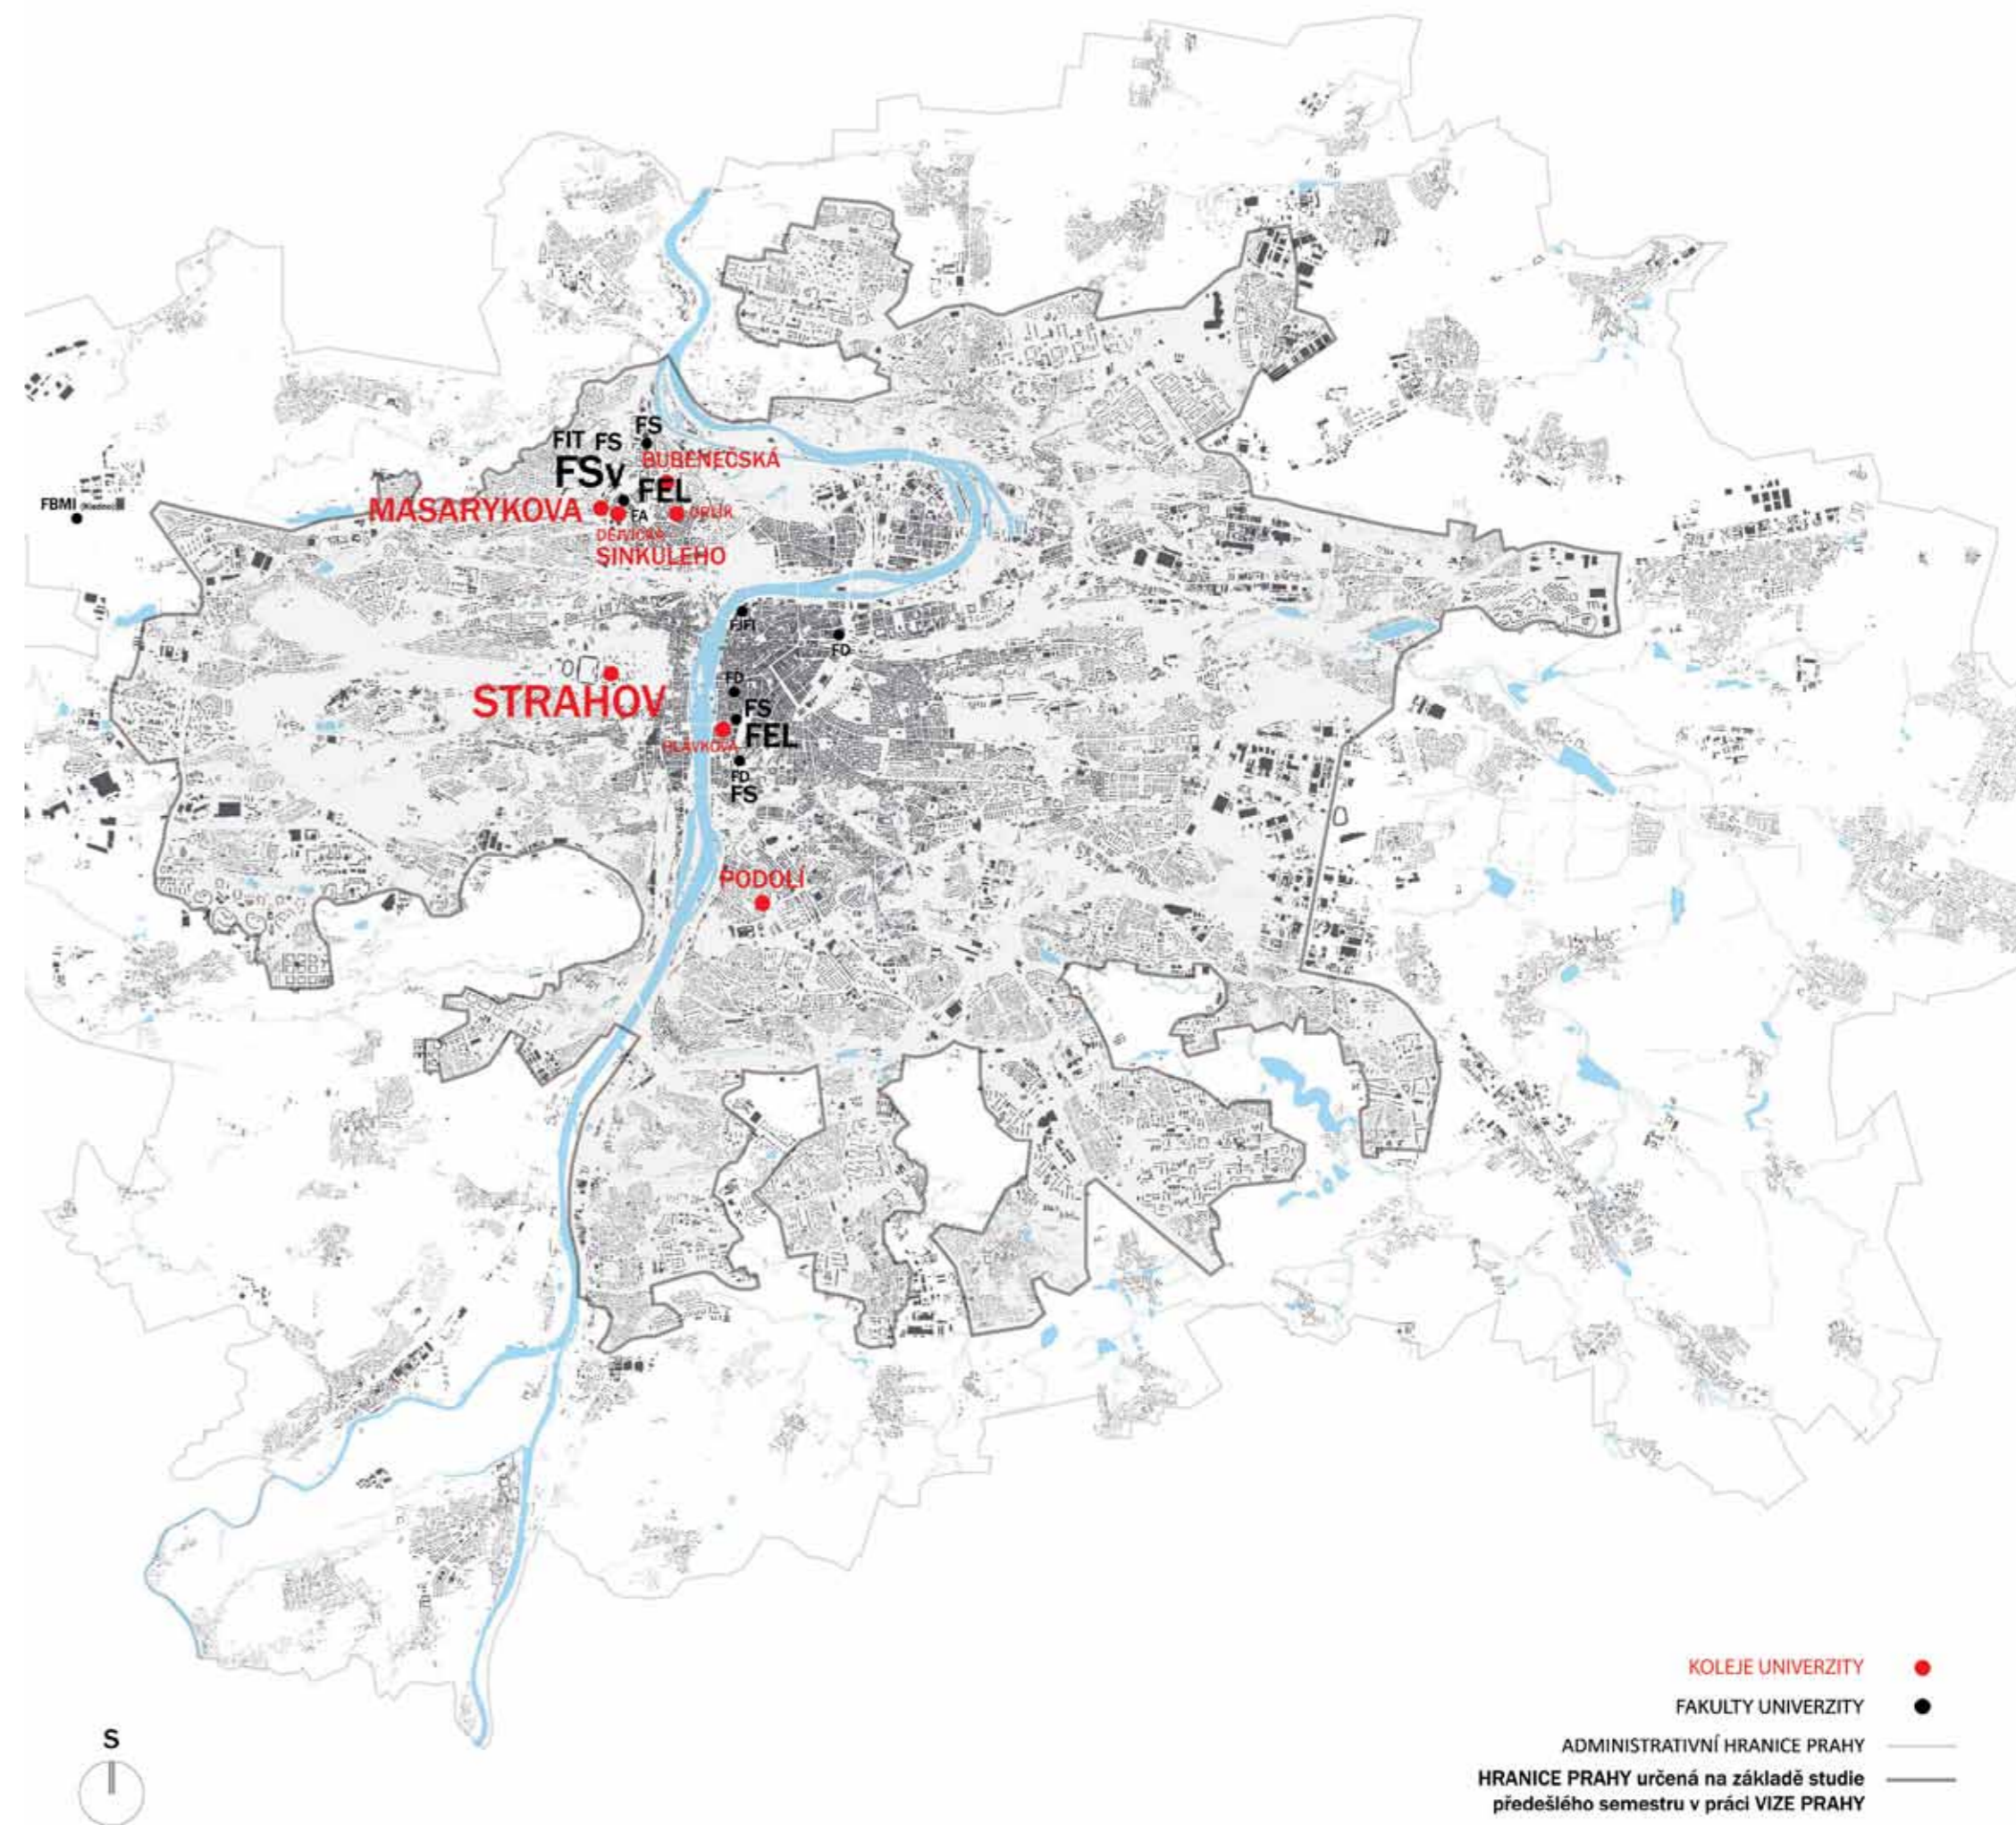 FS
FIT FS
BUBENEČSKÁ
FSv
FEL
FBMI (Kladno)
MASARYKOVA
FA
ORLÍK
DEJVICKÁ
SINKULEHO
FJFI
FD
FD
STRAHOV
FS
FEL
HLÁVKOVA
FD
FS
PODOLÍ
KOLEJE UNIVERZITY
FAKULTY UNIVERZITY
S
ADMINISTRATIVNÍ HRANICE PRAHY
HRANICE PRAHY určená na základě studie
předešlého semestru v práci VIZE PRAHY